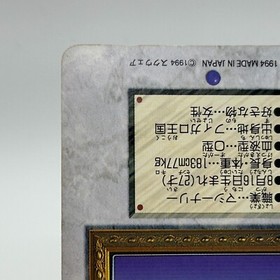 職業…マシーナリー
8月16日生まれ(27才)
身長・体重…183cm77kg
血液型…O型
出身地…フィガロ王国
好きな物…女性
©1994 スクウェア
1994 MADE IN JAPAN